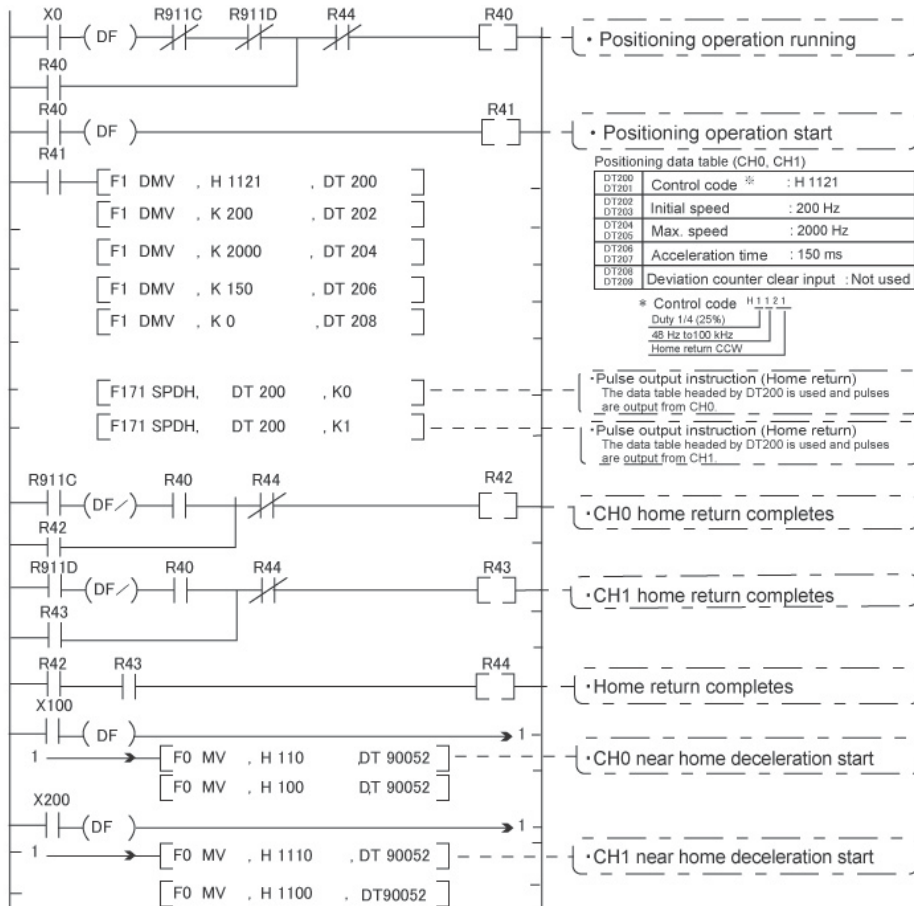 X0 R911C R911D R44 R40
( DF )
· Positioning operation running
R40
R40 R41
( DF )
· Positioning operation start
R41
Positioning data table (CH0, CH1)
F1 DMV , H 1121 , DT 200
DT200 DT201 Control code ※ : H 1121
F1 DMV , K 200 , DT 202
DT202 DT203 Initial speed : 200 Hz
F1 DMV , K 2000 , DT 204
DT204 DT205 Max. speed : 2000 Hz
F1 DMV , K 150 , DT 206
DT206 DT207 Acceleration time : 150 ms
F1 DMV , K 0 ,DT 208
DT208 DT209 Deviation counter clear input : Not used
* Control code H 1 1 2 1
Duty 1/4 (25%)
48 Hz to100 kHz
Home return CCW
F171 SPDH, DT 200 , K0
·Pulse output instruction (Home return)
The data table headed by DT200 is used and pulses
are output from CH0.
F171 SPDH, DT 200 , K1
·Pulse output instruction (Home return)
The data table headed by DT200 is used and pulses
are output from CH1.
R911C R40 R44 R42
(DF/)
·CH0 home return completes
R42
R911D R40 R44 R43
(DF/)
·CH1 home return completes
R43
R42 R43 R44
·Home return completes
X100
( DF ) 1
1 F0 MV , H 110 ,DT 90052
·CH0 near home deceleration start
F0 MV , H 100 D,T 90052
X200
(DF ) 1
1 F0 MV , H 1110 , DT 90052
·CH1 near home deceleration start
F0 MV , H 1100 , DT90052